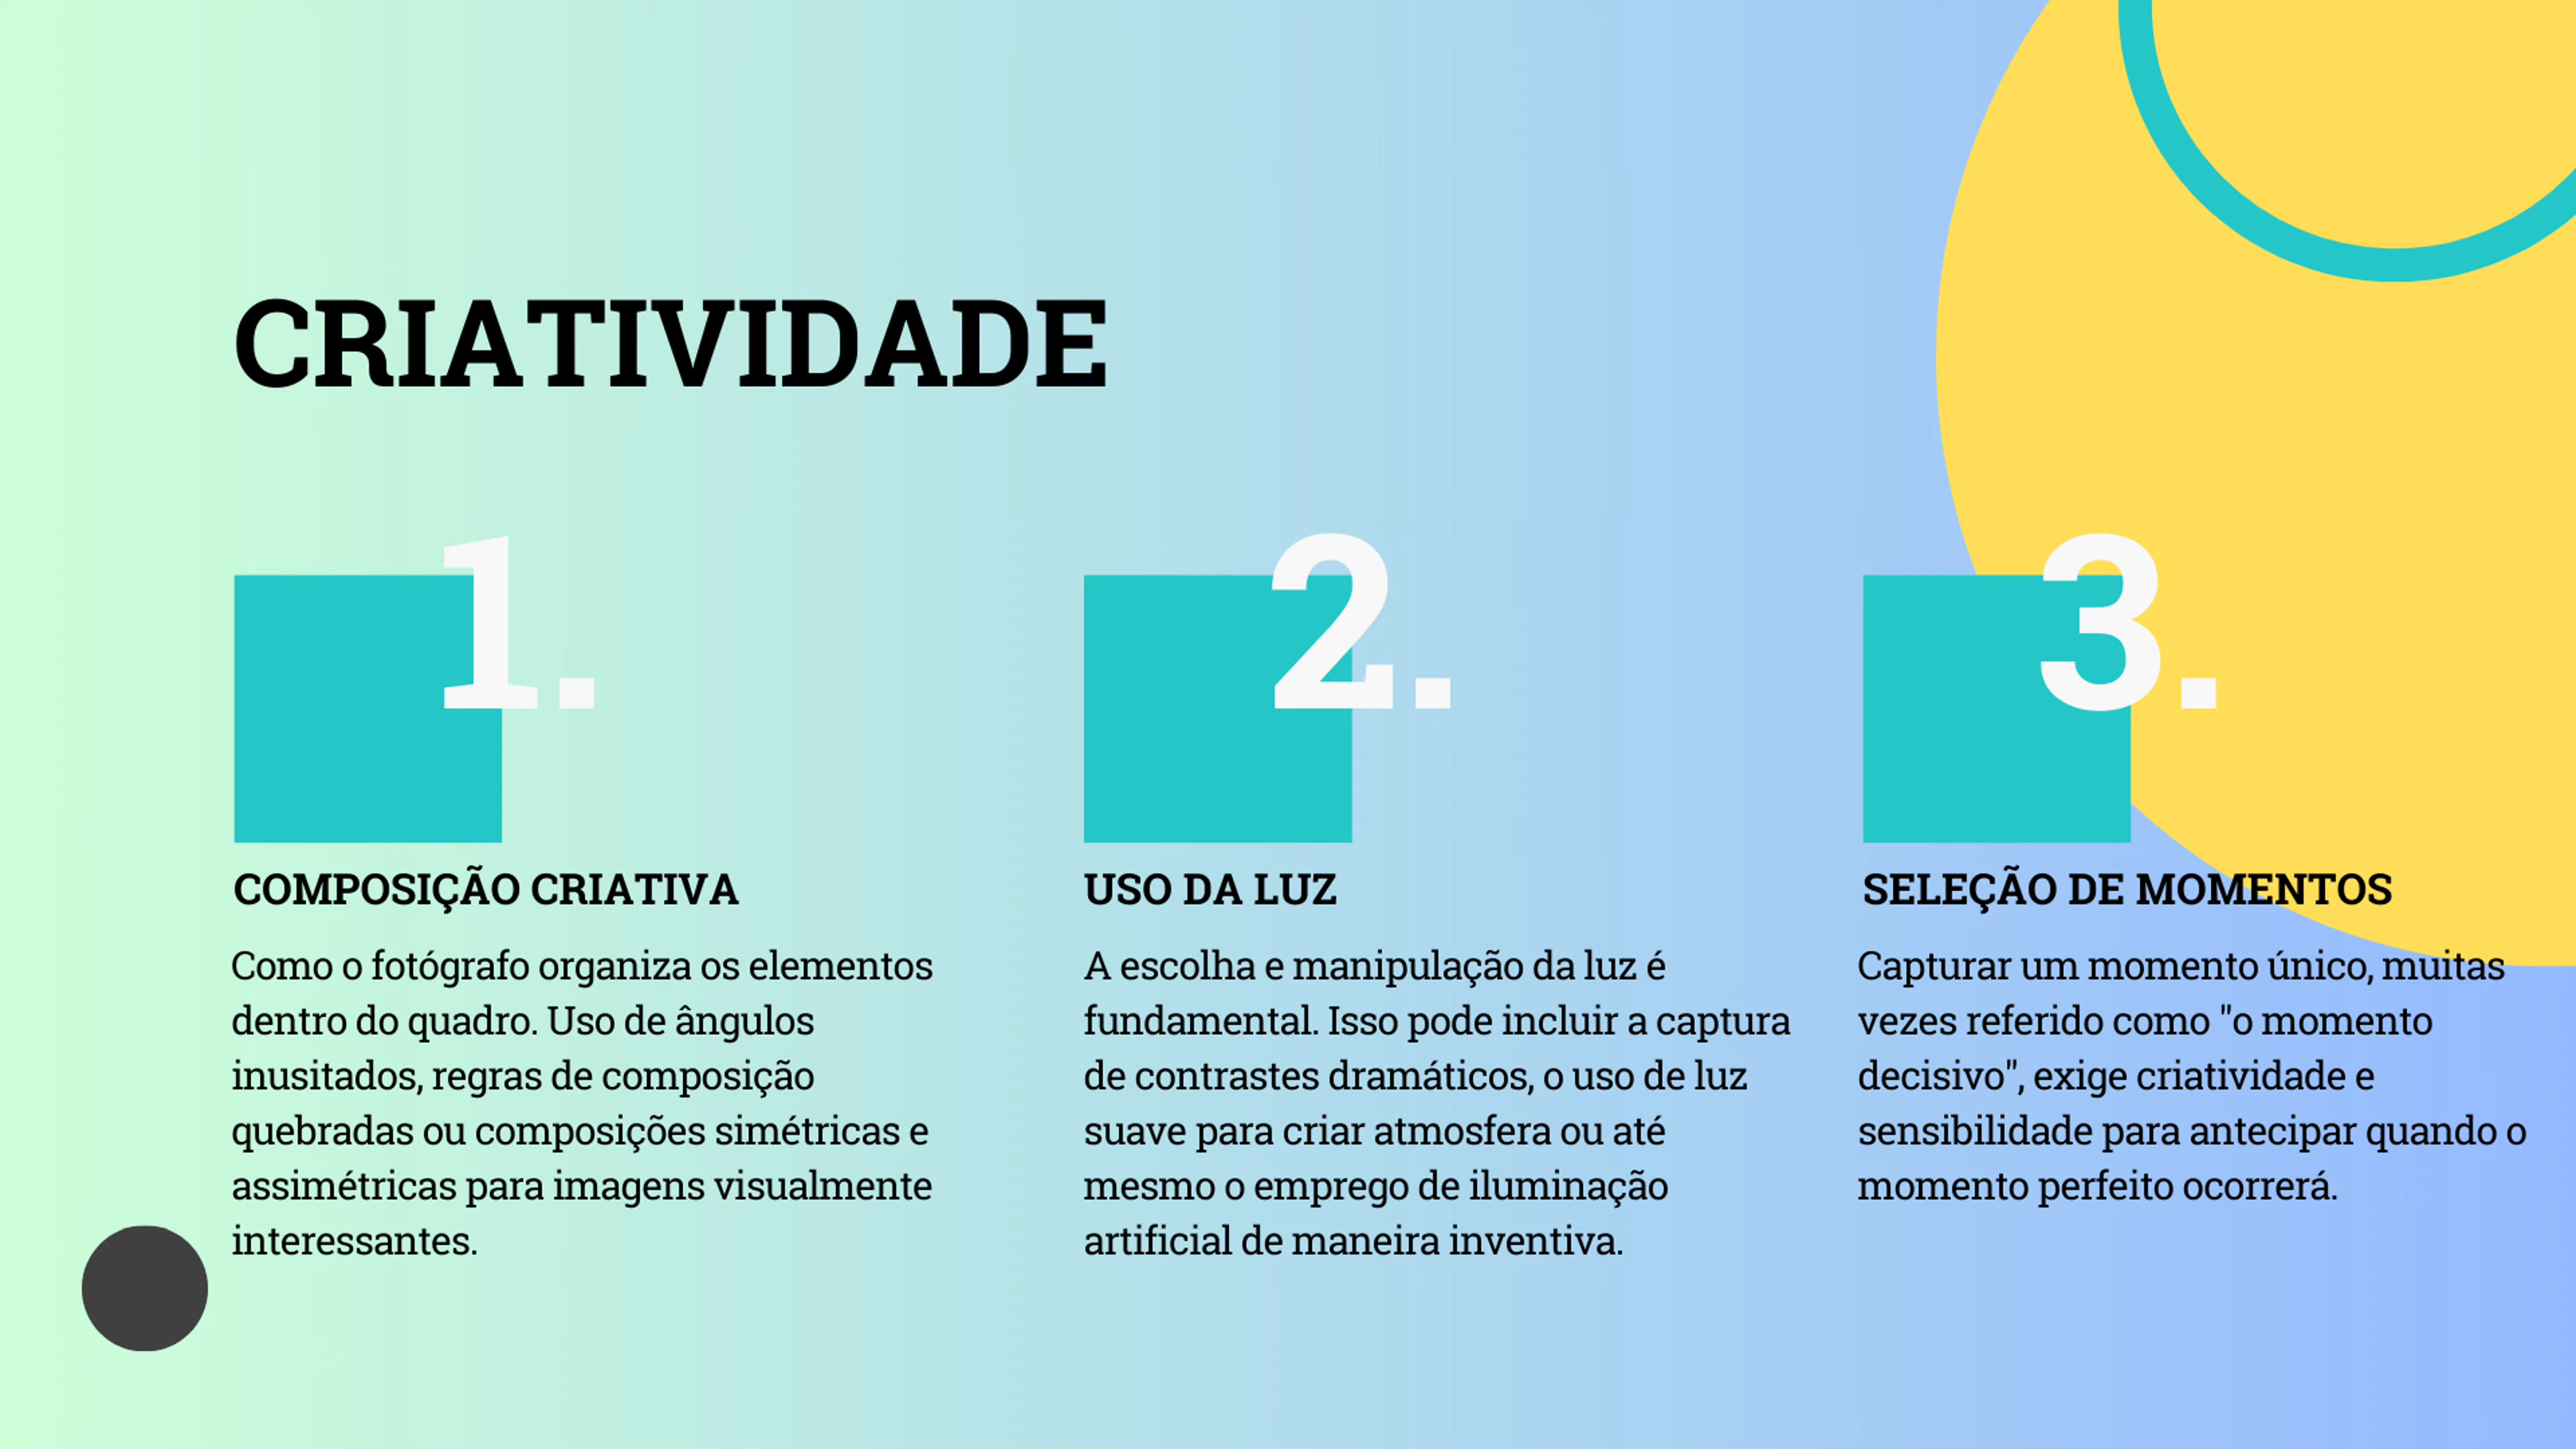 CRIATIVIDADE
1.
COMPOSIÇÃO CRIATIVA
Como o fotógrafo organiza os elementos
dentro do quadro. Uso de ângulos
inusitados, regras de composição
quebradas ou composições simétricas e
assimétricas para imagens visualmente
interessantes.
2.
USO DA LUZ
A escolha e manipulação da luz é
fundamental. Isso pode incluir a captura
de contrastes dramáticos, o uso de luz
suave para criar atmosfera ou até
mesmo o emprego de iluminação
artificial de maneira inventiva.
3.
SELEÇÃO DE MOMENTOS
Capturar um momento único, muitas
vezes referido como "o momento
decisivo", exige criatividade e
sensibilidade para antecipar quando o
momento perfeito ocorrerá.